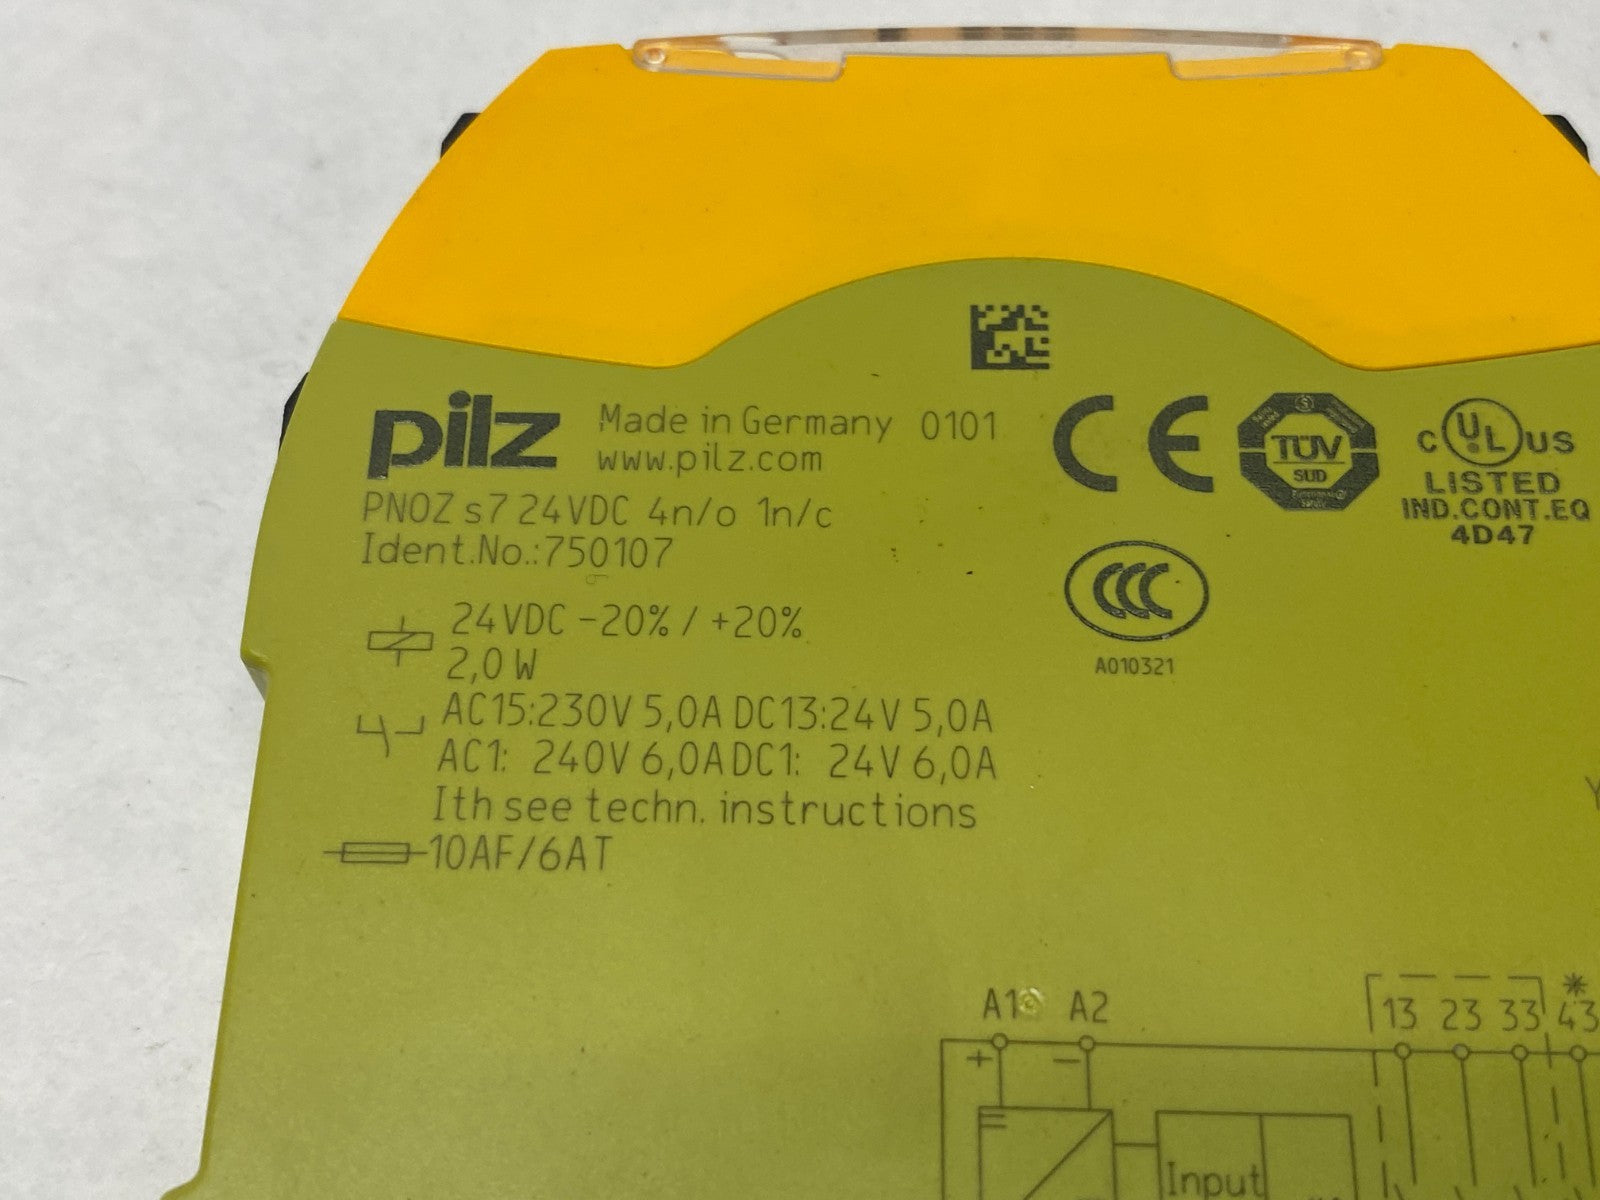 pilz Made in Germany 0101
www.pilz.com
PNOZ s7 24VDC 4n/o 1n/c
Ident.No.:750107
24VDC -20% / +20%
2,0 W
AC15:230V 5,0A DC13:24V 5,0A
AC1: 240V 6,0A DC1: 24V 6,0A
Ith see techn. instructions
10AF/6AT
CE
TÜV
SUD
C UL US
LISTED
IND.CONT.EQ
4D47
CCC
A010321
A1 A2
+ −
13 23 33 *43
Input